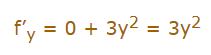 f’y = 0 + 3y² = 3y²